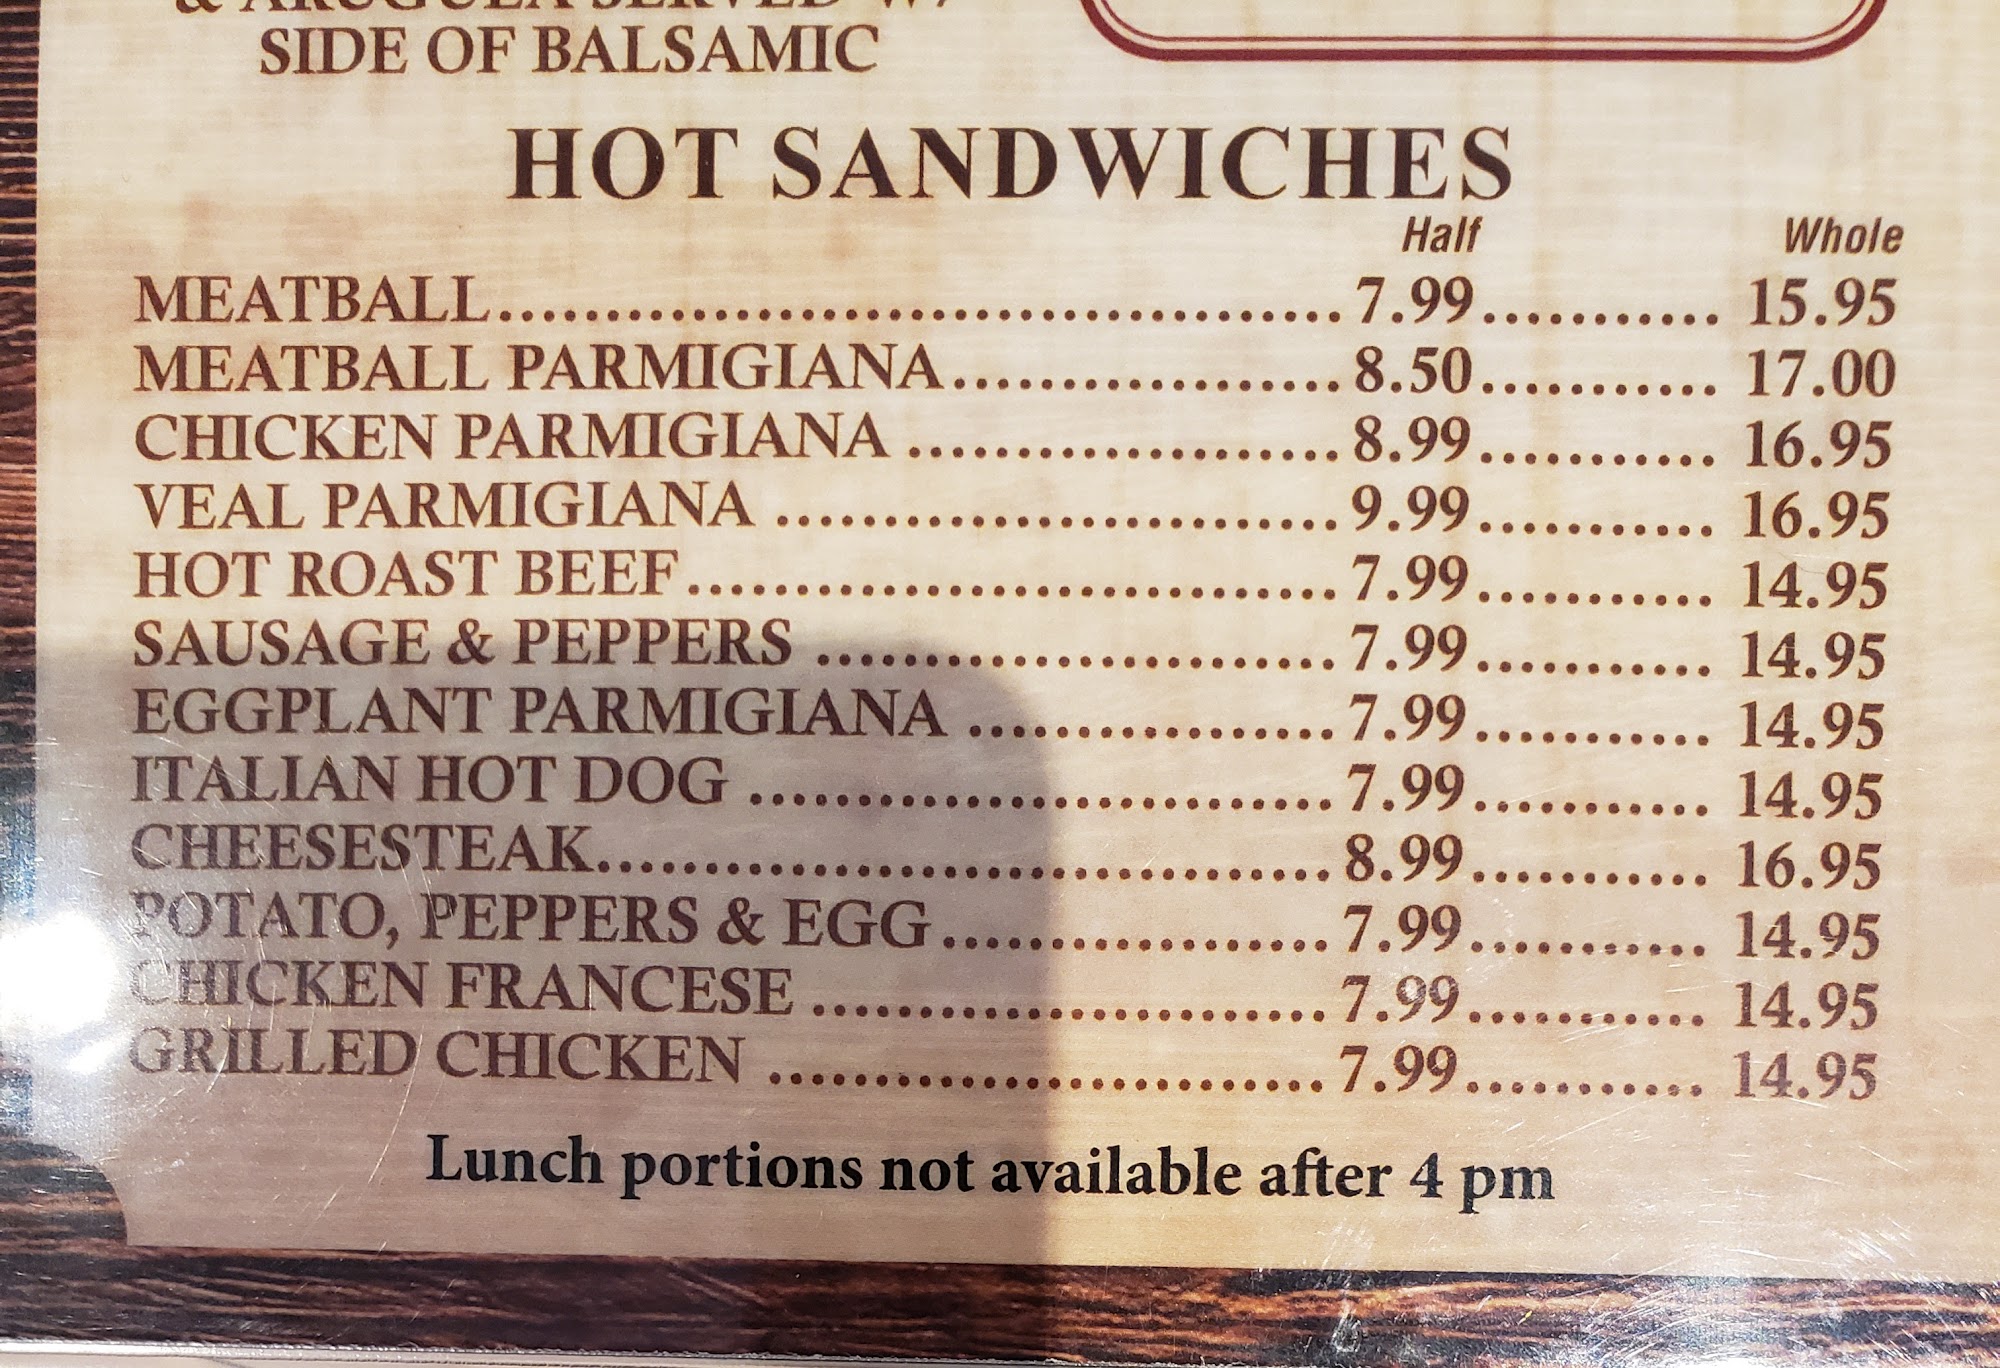 & ARUGULA SERVED W/
SIDE OF BALSAMIC
HOT SANDWICHES
Half Whole
MEATBALL 7.99 15.95
MEATBALL PARMIGIANA 8.50 17.00
CHICKEN PARMIGIANA 8.99 16.95
VEAL PARMIGIANA 9.99 16.95
HOT ROAST BEEF 7.99 14.95
SAUSAGE & PEPPERS 7.99 14.95
EGGPLANT PARMIGIANA 7.99 14.95
ITALIAN HOT DOG 7.99 14.95
CHEESESTEAK 8.99 16.95
POTATO, PEPPERS & EGG 7.99 14.95
CHICKEN FRANCESE 7.99 14.95
GRILLED CHICKEN 7.99 14.95
Lunch portions not available after 4 pm